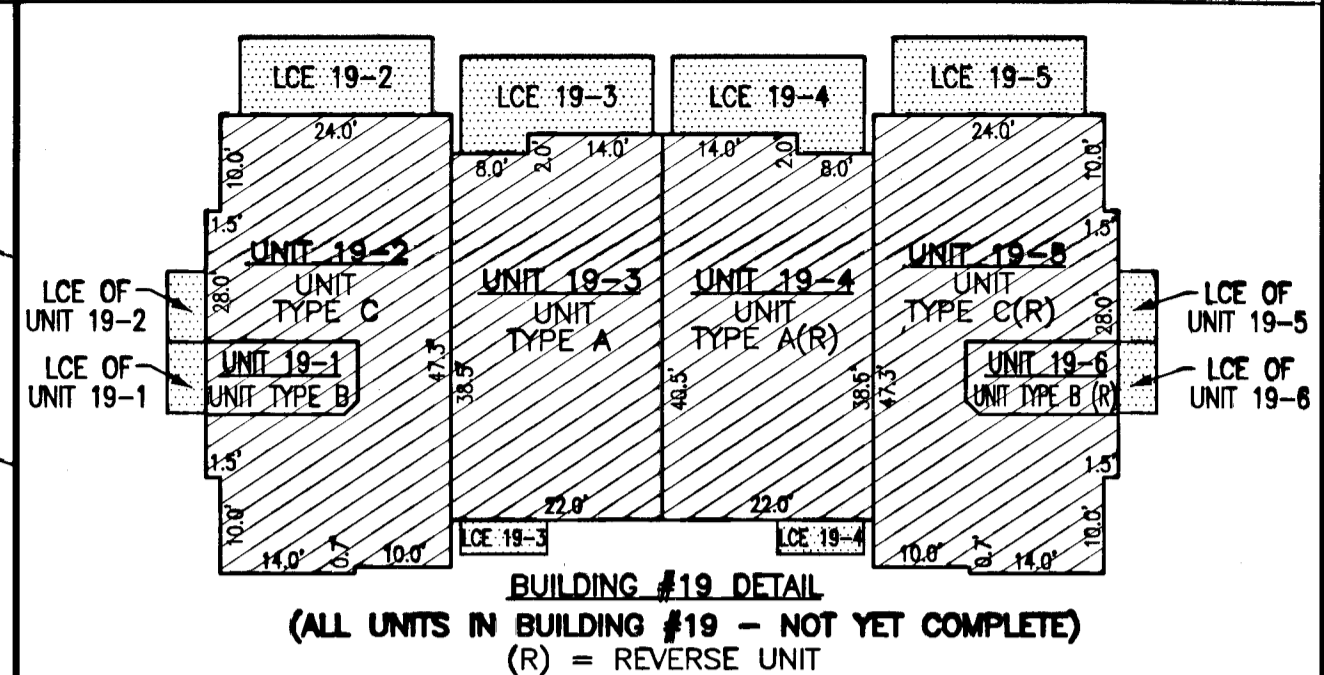 LCE 19-2
LCE 19-3
LCE 19-4
LCE 19-5
24.0'
10.0'
1.5'
28.0'
UNIT 19-2
UNIT
TYPE C
47.3'
LCE OF
UNIT 19-2
LCE OF
UNIT 19-1
UNIT 19-1
UNIT TYPE B
1.5'
10.0'
14.0'
0.7'
10.0'
8.0'
2.0'
14.0'
UNIT 19-3
UNIT
TYPE A
38.5'
40.5'
22.0'
LCE 19-3
14.0'
2.0'
8.0'
UNIT 19-4
UNIT
TYPE A(R)
38.5'
22.0'
LCE 19-4
24.0'
10.0'
1.5'
28.0'
UNIT 19-5
UNIT
TYPE C(R)
47.3'
LCE OF
UNIT 19-5
LCE OF
UNIT 19-6
UNIT 19-6
UNIT TYPE B (R)
1.5'
10.0'
10.0'
0.7'
14.0'
BUILDING #19 DETAIL
(ALL UNITS IN BUILDING #19 - NOT YET COMPLETE)
(R) = REVERSE UNIT